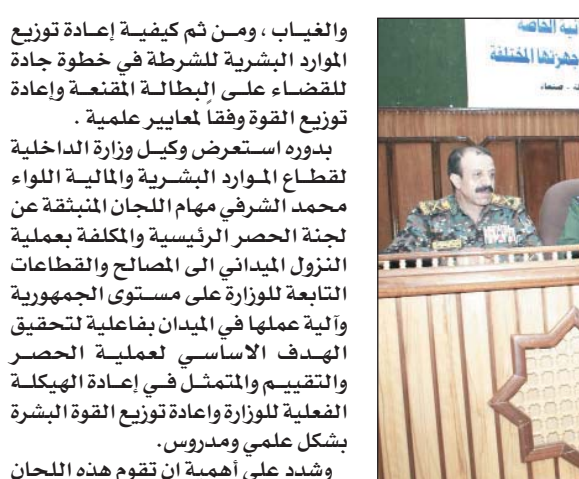 والغياب ، ومن ثم كيفية إعادة توزيع
الموارد البشرية للشرطة في خطوة جادة
للقضاء على البطالة المقنعة وإعادة
توزيع القوة وفقاً لمعايير علمية .
بدوره استعرض وكيل وزارة الداخلية
لقطاع الموارد البشرية والمالية اللواء
محمد الشرفي مهام اللجان المنبثقة عن
لجنة الحصر الرئيسية والمكلفة بعملية
النزول الميداني الى المصالح والقطاعات
التابعة للوزارة على مستوى الجمهورية
وآلية عملها في الميدان بفاعلية لتحقيق
الهدف الاساسي لعملية الحصر
والتقييم والمتمثل في إعادة الهيكلة
الفعلية للوزارة واعادة توزيع القوة البشرة
بشكل علمي ومدروس.
وشدد على أهمية ان تقوم هذه اللجان
الخاصة
جهزتها المختلفة
صنعاء